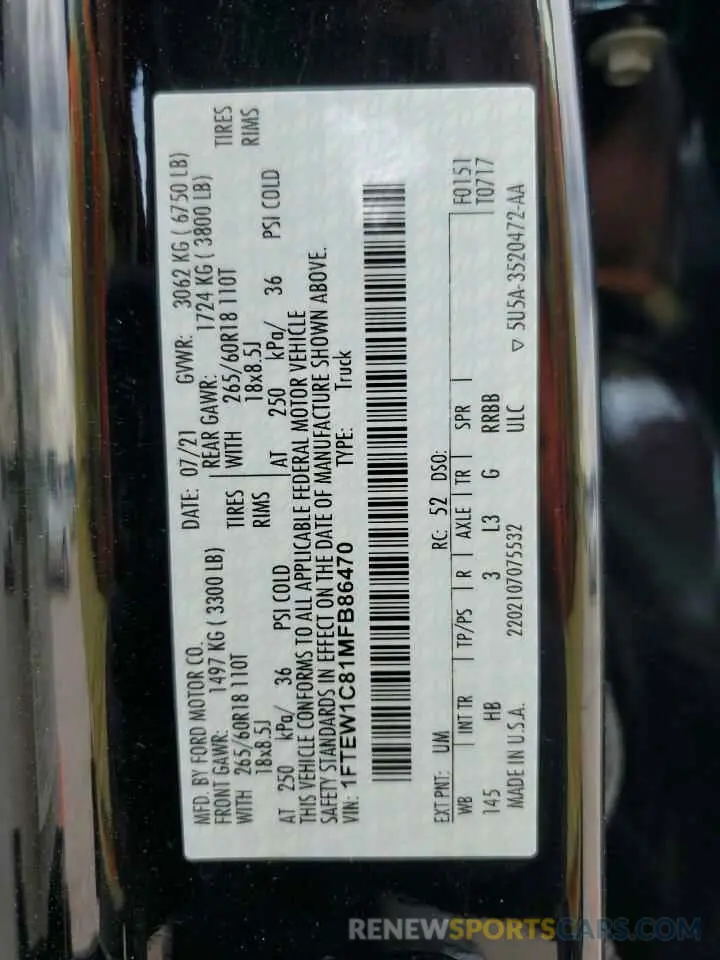 MFD. BY FORD MOTOR CO.
DATE: 07/21 GVWR: 3062 KG ( 6750 LB)
FRONT GAWR: 1497 KG ( 3300 LB) REAR GAWR: 1724 KG ( 3800 LB)
WITH 265/60R18 110T TIRES WITH 265/60R18 110T TIRES
18x8.5J RIMS 18x8.5J RIMS
AT 250 kPa/ 36 PSI COLD AT 250 kPa/ 36 PSI COLD
THIS VEHICLE CONFORMS TO ALL APPLICABLE FEDERAL MOTOR VEHICLE
SAFETY STANDARDS IN EFFECT ON THE DATE OF MANUFACTURE SHOWN ABOVE.
VIN: 1FTEW1C81MFB86470 TYPE: Truck
EXT PNT: UM RC: 52 DSO: F0151
WB INT TR TP/PS R AXLE TR SPR T0717
145 HB 3 L3 G RRBB
MADE IN U.S.A. 2202107075532 ULC ▽ 5U5A-3520472-AA
RENEWSPORTSCARS.COM